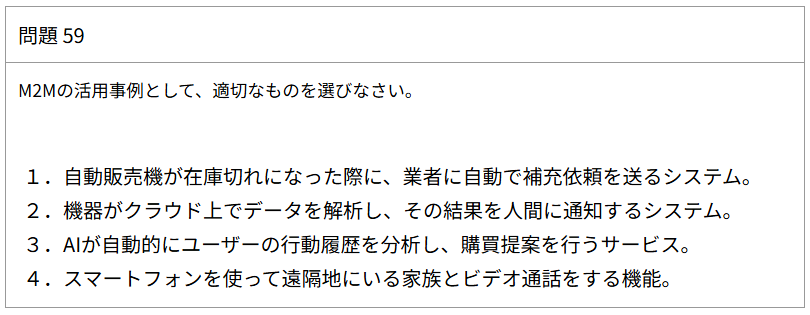 問題 59
M2Mの活用事例として、適切なものを選びなさい。
１．自動販売機が在庫切れになった際に、業者に自動で補充依頼を送るシステム。
２．機器がクラウド上でデータを解析し、その結果を人間に通知するシステム。
３．AIが自動的にユーザーの行動履歴を分析し、購買提案を行うサービス。
４．スマートフォンを使って遠隔地にいる家族とビデオ通話をする機能。